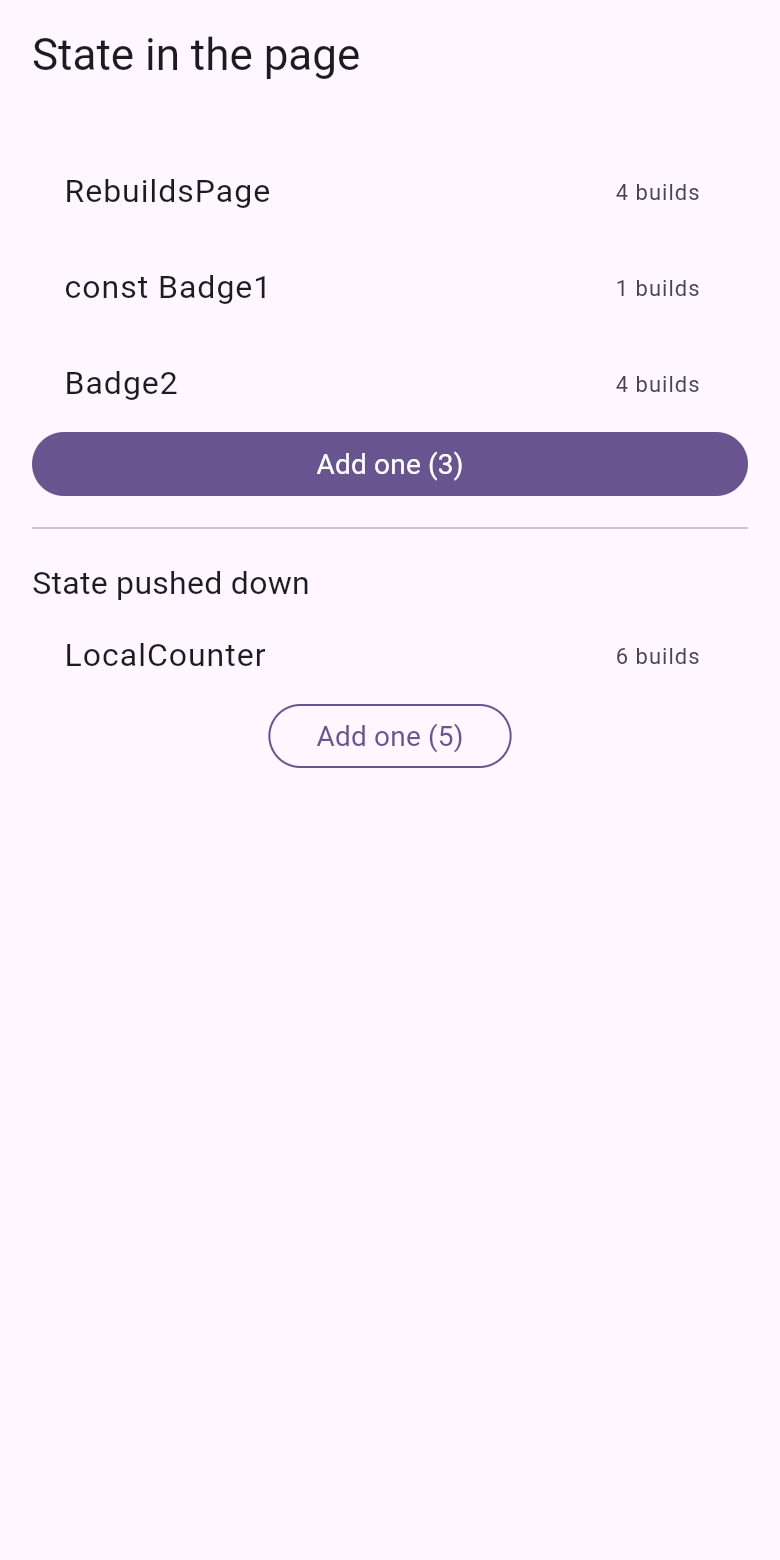 State in the page
RebuildsPage 4 builds
const Badge1 1 builds
Badge2 4 builds
Add one (3)
State pushed down
LocalCounter 6 builds
Add one (5)